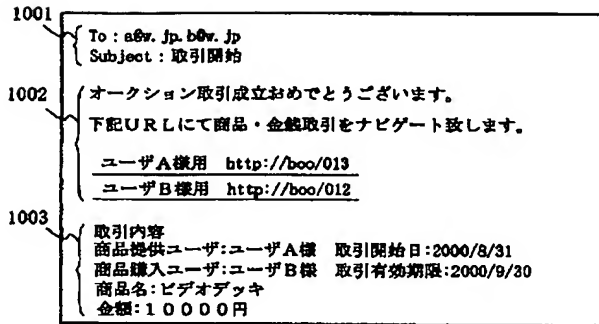 1001
To：a@w.jp.b@w.jp
Subject：取引開始
1002
オークション取引成立おめでとうございます。
下記ＵＲＬにて商品・金銭取引をナビゲート致します。
ユーザＡ様用　http://boo/013
ユーザＢ様用　http://boo/012
1003
取引内容
商品提供ユーザ:ユーザＡ様　取引開始日:2000/8/31
商品購入ユーザ:ユーザＢ様　取引有効期限:2000/9/30
商品名:ビデオデッキ
金額:１００００円